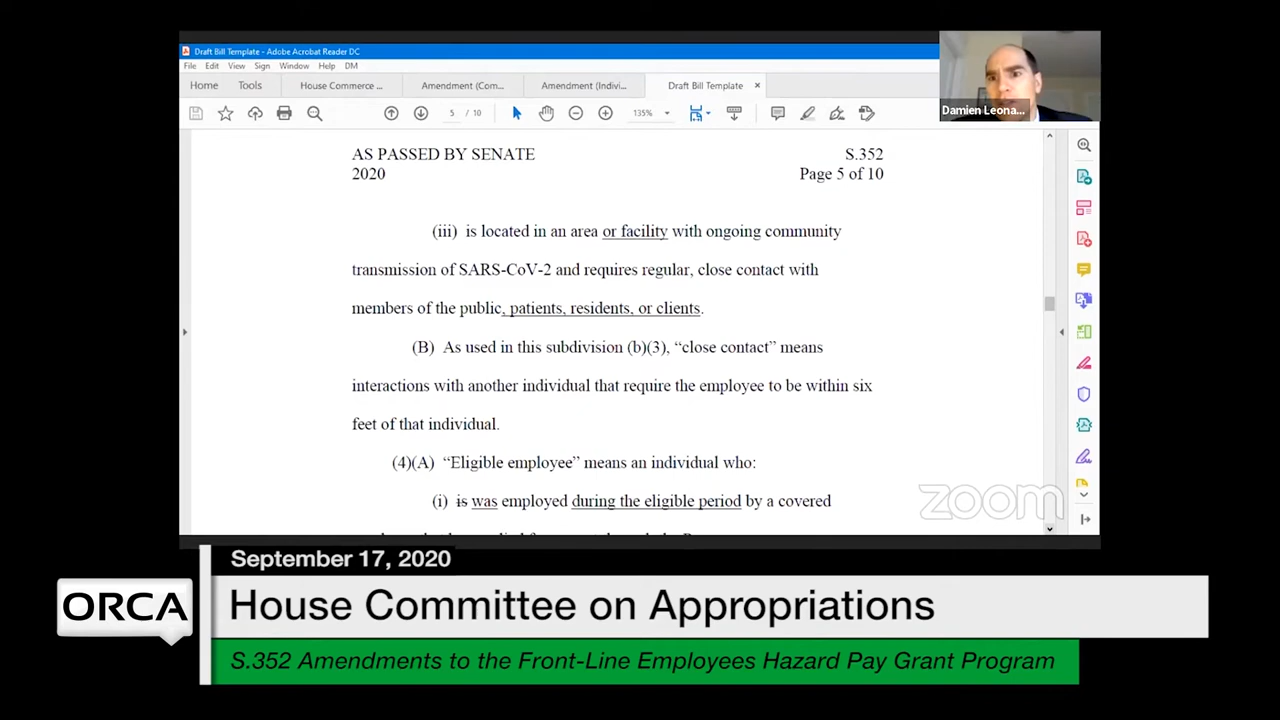 Draft Bill Template - Adobe Acrobat Reader DC
File Edit View Sign Window Help DM
Home Tools House Commerce ... Amendment (Com... Amendment (Indivi... Draft Bill Template ×
5 / 10 135%
Damien Leona...
AS PASSED BY SENATE S.352
2020 Page 5 of 10
(iii) is located in an area or facility with ongoing community
transmission of SARS-CoV-2 and requires regular, close contact with
members of the public, patients, residents, or clients.
(B) As used in this subdivision (b)(3), “close contact” means
interactions with another individual that require the employee to be within six
feet of that individual.
(4)(A) “Eligible employee” means an individual who:
(i) is was employed during the eligible period by a covered
zoom
September 17, 2020
ORCA
House Committee on Appropriations
S.352 Amendments to the Front-Line Employees Hazard Pay Grant Program